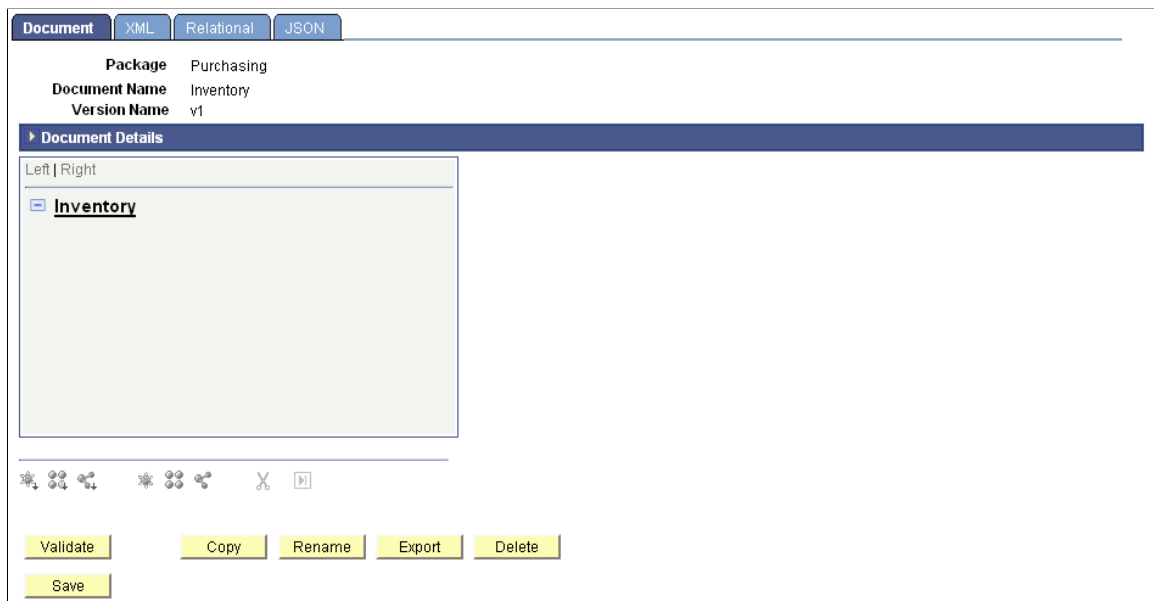 Document XML Relational JSON
Package Purchasing
Document Name Inventory
Version Name v1
Document Details
Left | Right
Inventory
Validate Copy Rename Export Delete
Save